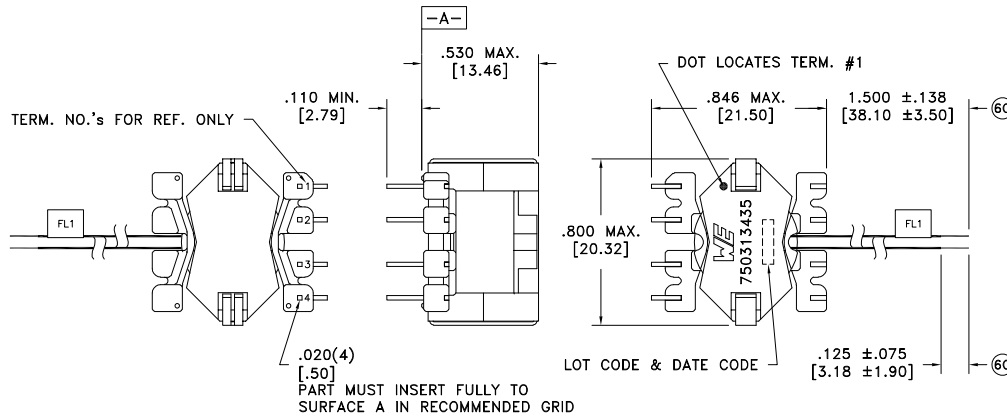 -A-
.530 MAX.
[13.46]
DOT LOCATES TERM. #1
.110 MIN.
[2.79]
.846 MAX.
[21.50]
1.500 ±.138
[38.10 ±3.50]
60
TERM. NO.'s FOR REF. ONLY
1
2
3
4
FL1
.800 MAX.
[20.32]
WE
750313435
FL1
.020(4)
[.50]
PART MUST INSERT FULLY TO
SURFACE A IN RECOMMENDED GRID
LOT CODE & DATE CODE
.125 ±.075
[3.18 ±1.90]
60